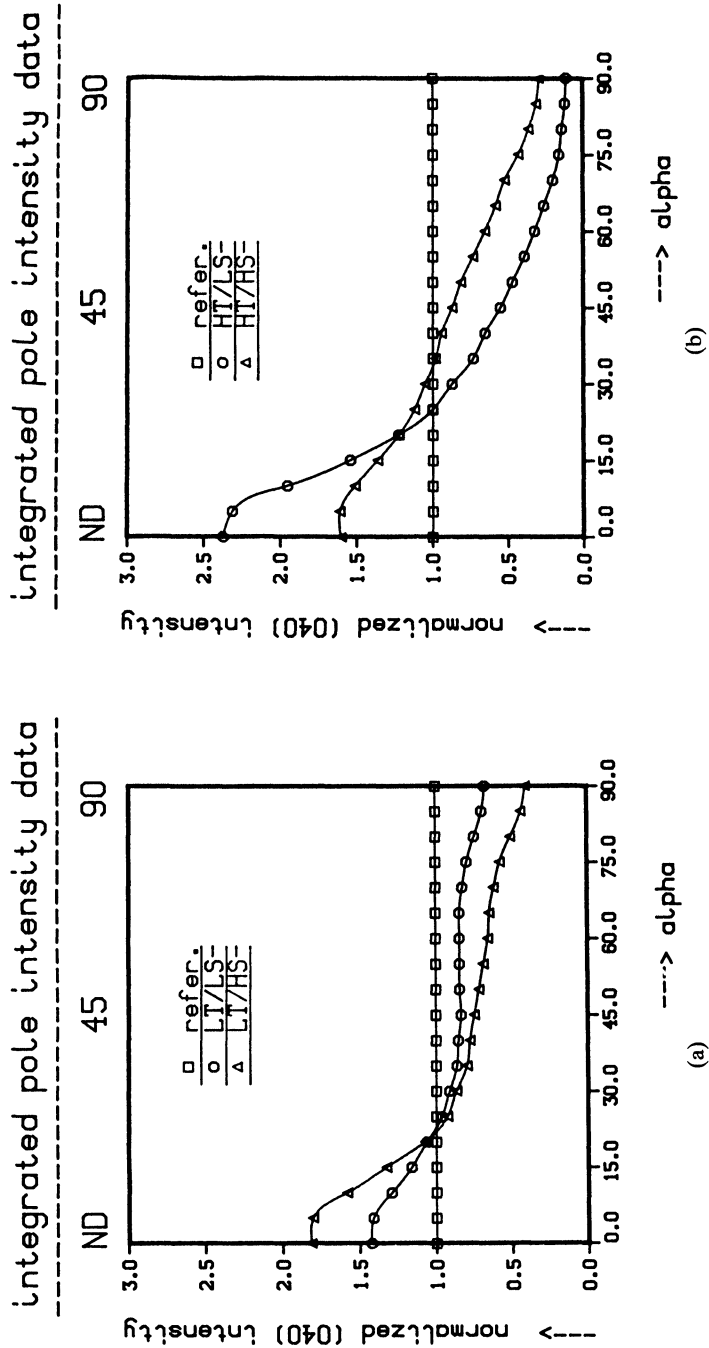 integrated pole intensity data
ND 45 90
refer.
LT/LS-
LT/HS-
3.0
2.5
2.0
1.5
1.0
0.5
0.0
---> normalized (040) intensity
0.0 15.0 30.0 45.0 60.0 75.0 90.0
----> alpha
(a)
integrated pole intensity data
ND 45 90
refer.
HT/LS-
HT/HS-
3.0
2.5
2.0
1.5
1.0
0.5
0.0
---> normalized (040) intensity
0.0 15.0 30.0 45.0 60.0 75.0 90.0
---> alpha
(b)